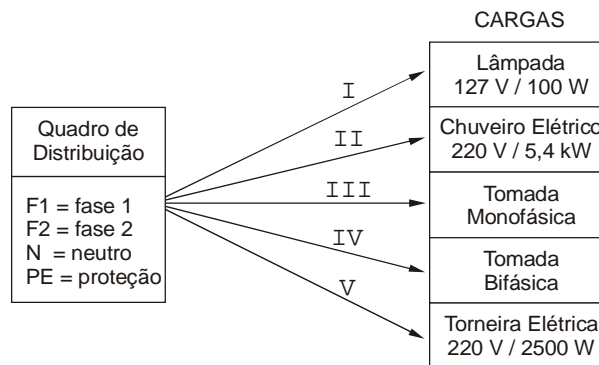 CARGAS
Quadro de
Distribuição
F1 = fase 1
F2 = fase 2
N = neutro
PE = proteção
I
II
III
IV
V
Lâmpada
127 V / 100 W
Chuveiro Elétrico
220 V / 5,4 kW
Tomada
Monofásica
Tomada
Bifásica
Torneira Elétrica
220 V / 2500 W